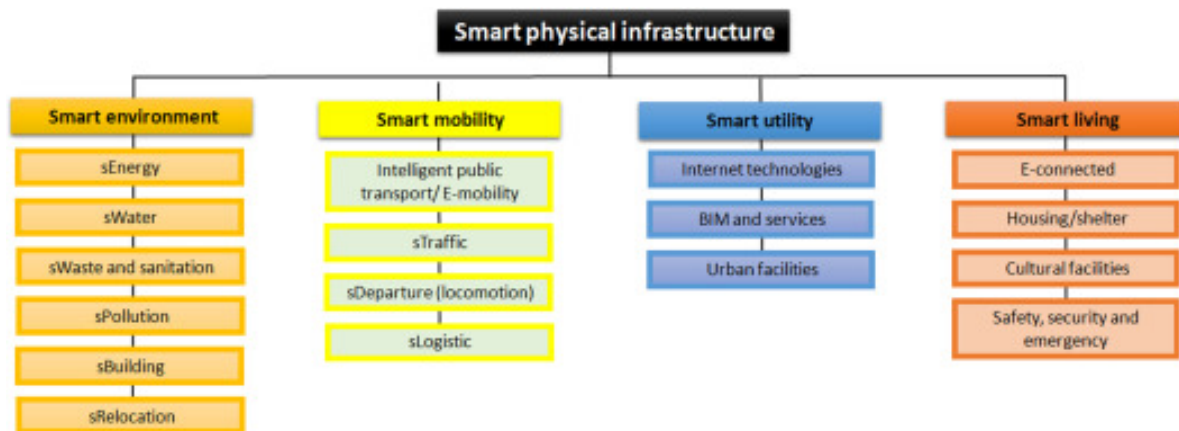 Smart physical infrastructure
Smart environment
sEnergy
sWater
sWaste and sanitation
sPollution
sBuilding
sRelocation
Smart mobility
Intelligent public
transport/ E-mobility
sTraffic
sDeparture (locomotion)
sLogistic
Smart utility
Internet technologies
BIM and services
Urban facilities
Smart living
E-connected
Housing/shelter
Cultural facilities
Safety, security and
emergency